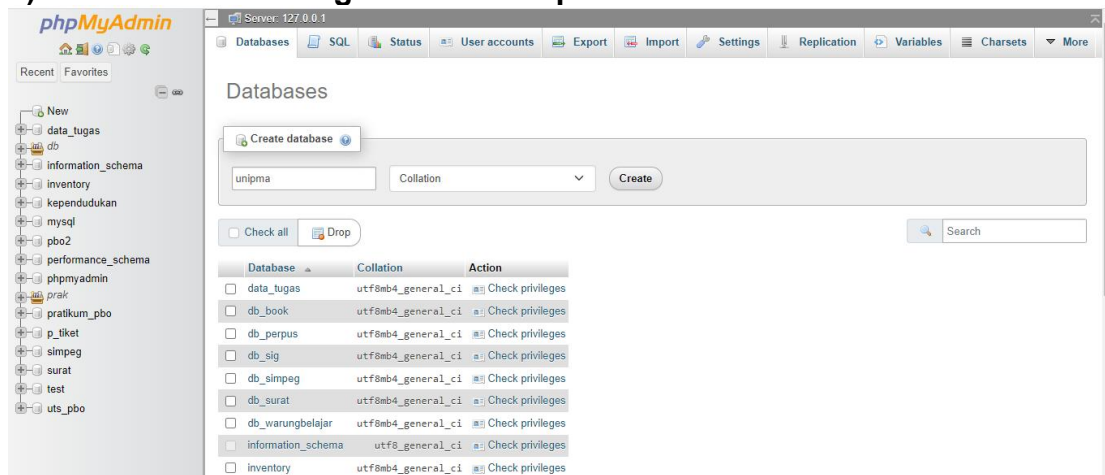 phpMyAdmin
Recent Favorites
New
data_tugas
db
information_schema
inventory
kependudukan
mysql
pbo2
performance_schema
phpmyadmin
prak
pratikum_pbo
p_tiket
simpeg
surat
test
uts_pbo
Server: 127.0.0.1
Databases SQL Status User accounts Export Import Settings Replication Variables Charsets More
Databases
Create database
unipma Collation Create
Check all Drop Search
Database Collation Action
data_tugas utf8mb4_general_ci Check privileges
db_book utf8mb4_general_ci Check privileges
db_perpus utf8mb4_general_ci Check privileges
db_sig utf8mb4_general_ci Check privileges
db_simpeg utf8mb4_general_ci Check privileges
db_surat utf8mb4_general_ci Check privileges
db_warungbelajar utf8mb4_general_ci Check privileges
information_schema utf8_general_ci Check privileges
inventory utf8mb4_general_ci Check privileges